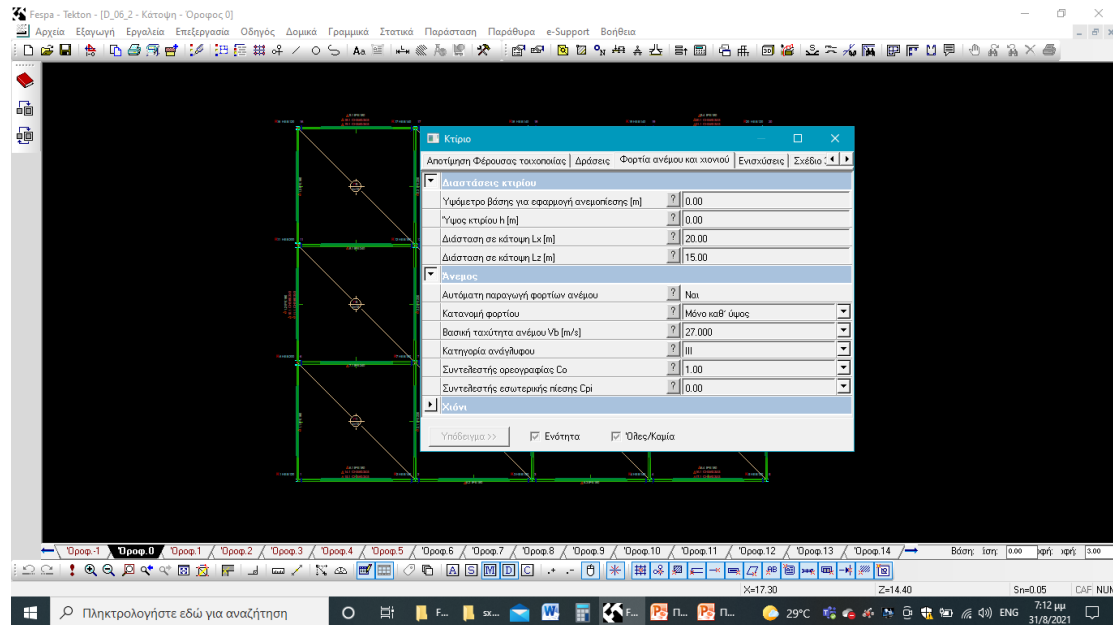 Fespa - Tekton - [D_06_2 - Κάτοψη - Όροφος 0]
Αρχεία Εξαγωγή Εργαλεία Επεξεργασία Οδηγός Δομικά Γραμμικά Στατικά Παράσταση Παράθυρα e-Support Βοήθεια
Κτίριο
Αποτίμηση Φέρουσας τοιχοποιίας Δράσεις Φορτία ανέμου και χιονιού Ενισχύσεις Σχέδιο
Διαστάσεις κτιρίου
Υψόμετρο βάσης για εφαρμογή ανεμοπίεσης [m] ? 0.00
Ύψος κτιρίου h [m] ? 0.00
Διάσταση σε κάτοψη Lx [m] ? 20.00
Διάσταση σε κάτοψη Lz [m] ? 15.00
Άνεμος
Αυτόματη παραγωγή φορτίων ανέμου ? Ναι
Κατανομή φορτίου ? Μόνο καθ' ύψος
Βασική ταχύτητα ανέμου Vb [m/s] ? 27.000
Κατηγορία ανάγλυφου ? III
Συντελεστής ορεογραφίας Co ? 1.00
Συντελεστής εσωτερικής πίεσης Cpi ? 0.00
Χιόνι
Υπόδειγμα >> Ενότητα Όλες/Καμία
Όροφ.-1 Όροφ.0 Όροφ.1 Όροφ.2 Όροφ.3 Όροφ.4 Όροφ.5 Όροφ.6 Όροφ.7 Όροφ.8 Όροφ.9 Όροφ.10 Όροφ.11 Όροφ.12 Όροφ.13 Όροφ.14 Βάση: Ισηη: 0.00 χρή: χρή: 3.00
A S M D C
X=17.30 Z=14.40 Sn=0.05 CAF NUM
Πληκτρολογήστε εδώ για αναζήτηση F... sx... F... Π... Π... 29°C ENG 7:12 μμ
31/8/2021